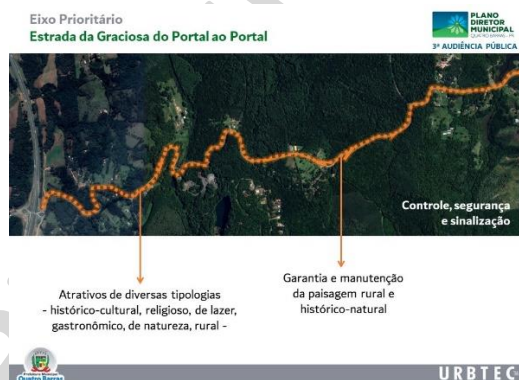 Eixo Prioritário
Estrada da Graciosa do Portal ao Portal
PLANO
DIRETOR
MUNICIPAL
QUATRO BARRAS - PR
3ª AUDIÊNCIA PÚBLICA
Controle, segurança
e sinalização
Atrativos de diversas tipologias
- histórico-cultural, religioso, de lazer,
gastronômico, de natureza, rural -
Garantia e manutenção
da paisagem rural e
histórico-natural
Prefeitura Municipal
Quatro Barras
URBTEC